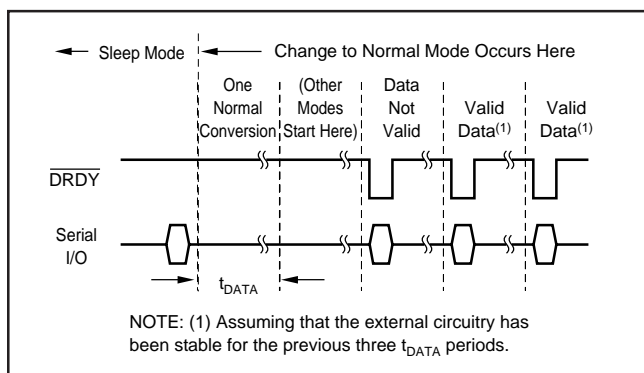 Sleep Mode
Change to Normal Mode Occurs Here
One
Normal
Conversion
(Other
Modes
Start Here)
Data
Not
Valid
Valid
Data(1)
Valid
Data(1)
DRDY
Serial
I/O
tDATA
NOTE: (1) Assuming that the external circuitry has
been stable for the previous three tDATA periods.